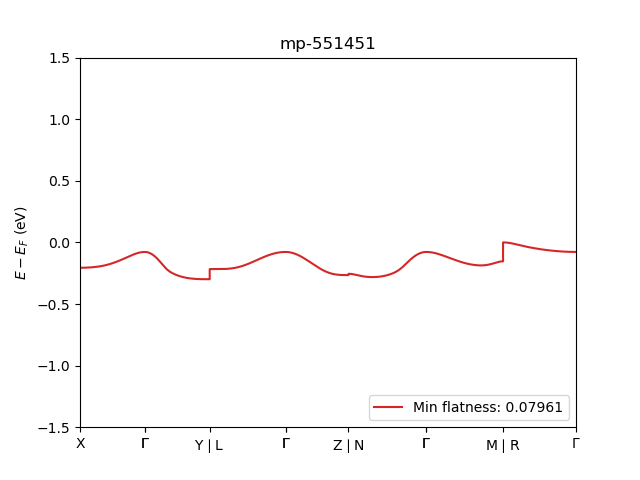 mp-551451
E − E_F (eV)
1.5
1.0
0.5
0.0
−0.5
−1.0
−1.5
Min flatness: 0.07961
X Γ Y | L Γ Z | N Γ M | R Γ